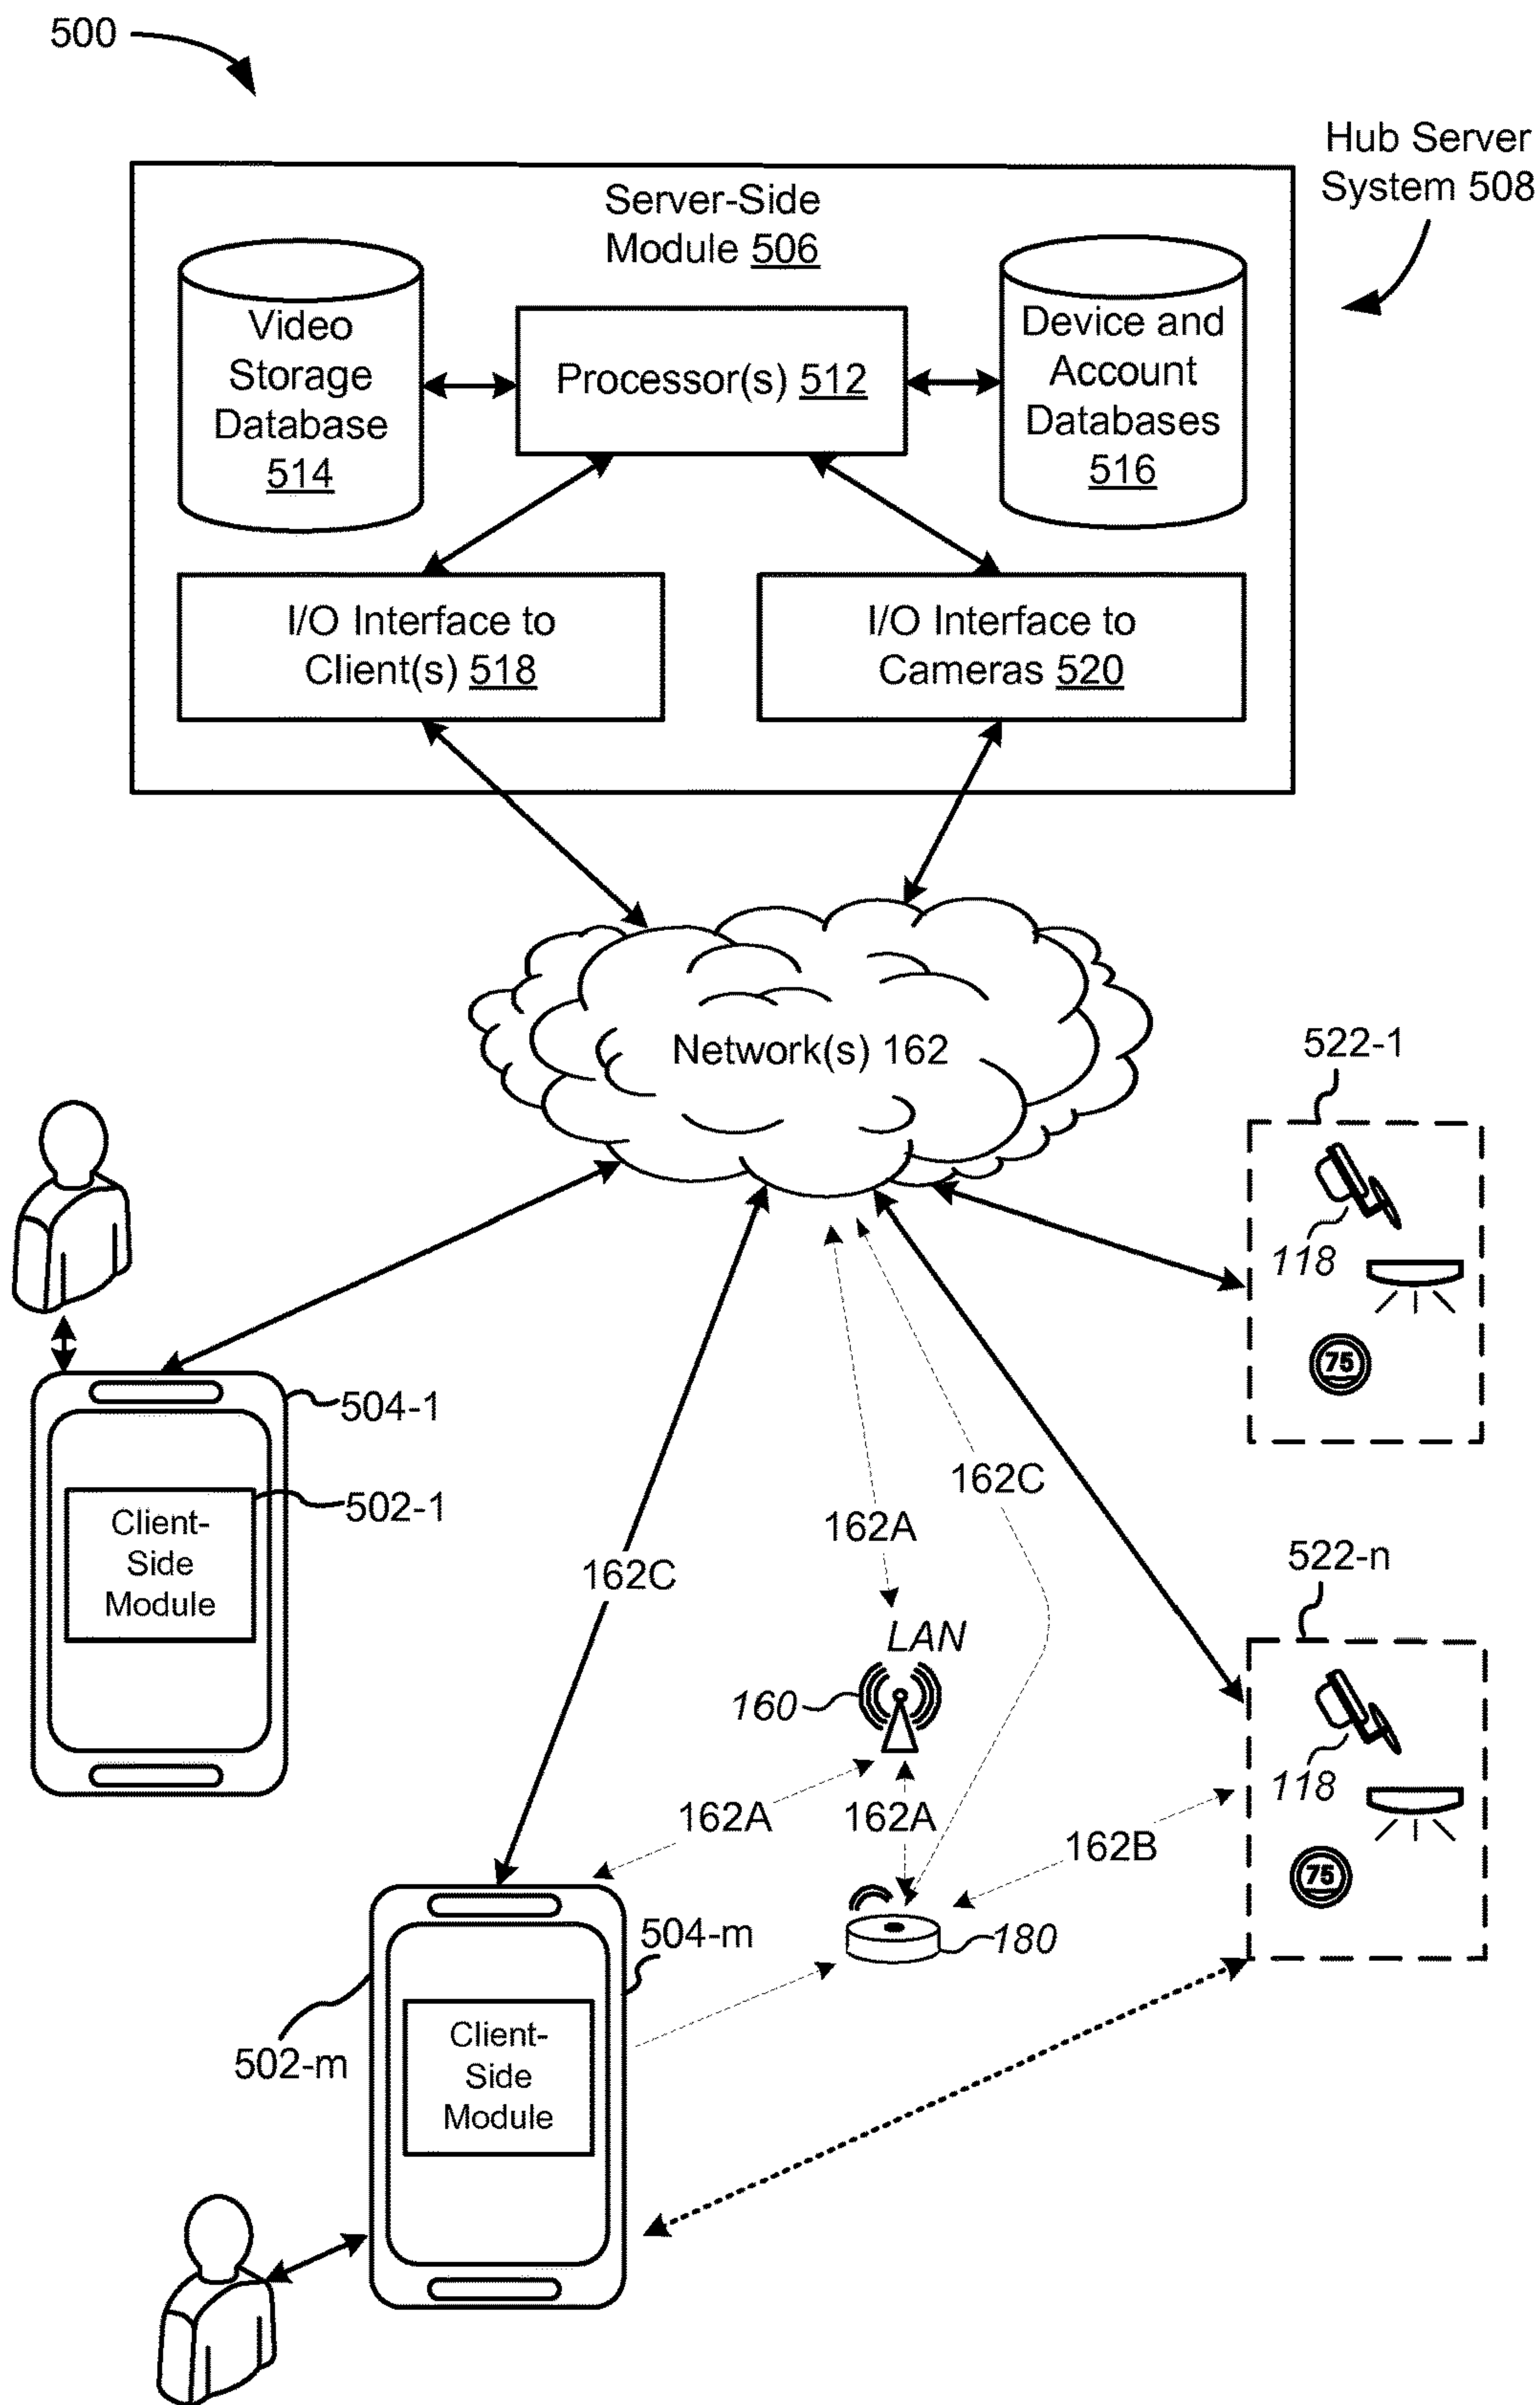 500
Hub Server
System 508
Server-Side
Module 506
Video
Storage
Database
514
Processor(s) 512
Device and
Account
Databases
516
I/O Interface to
Client(s) 518
I/O Interface to
Cameras 520
Network(s) 162
522-1
118
75
504-1
502-1
Client-
Side
Module
162C
162A
162C
522-n
LAN
160
118
162A
162A
162B
75
504-m
180
502-m
Client-
Side
Module